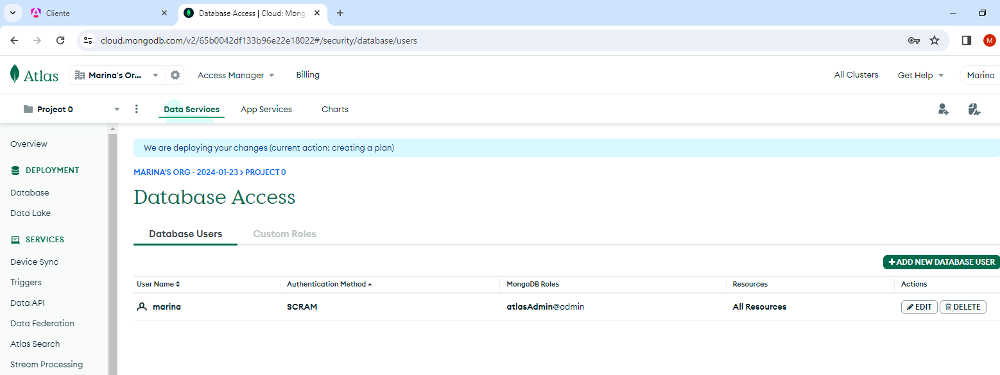 Cliente
Database Access | Cloud: Mong
cloud.mongodb.com/v2/65b0042df133b96e22e18022#/security/database/users
M
Atlas
Marina's Or...
Access Manager
Billing
All Clusters
Get Help
Marina
Project 0
Data Services
App Services
Charts
Overview
DEPLOYMENT
Database
Data Lake
SERVICES
Device Sync
Triggers
Data API
Data Federation
Atlas Search
Stream Processing
We are deploying your changes (current action: creating a plan)
MARINA'S ORG - 2024-01-23 > PROJECT 0
Database Access
Database Users
Custom Roles
+ ADD NEW DATABASE USER
User Name Authentication Method MongoDB Roles Resources Actions
marina SCRAM atlasAdmin@admin All Resources EDIT DELETE